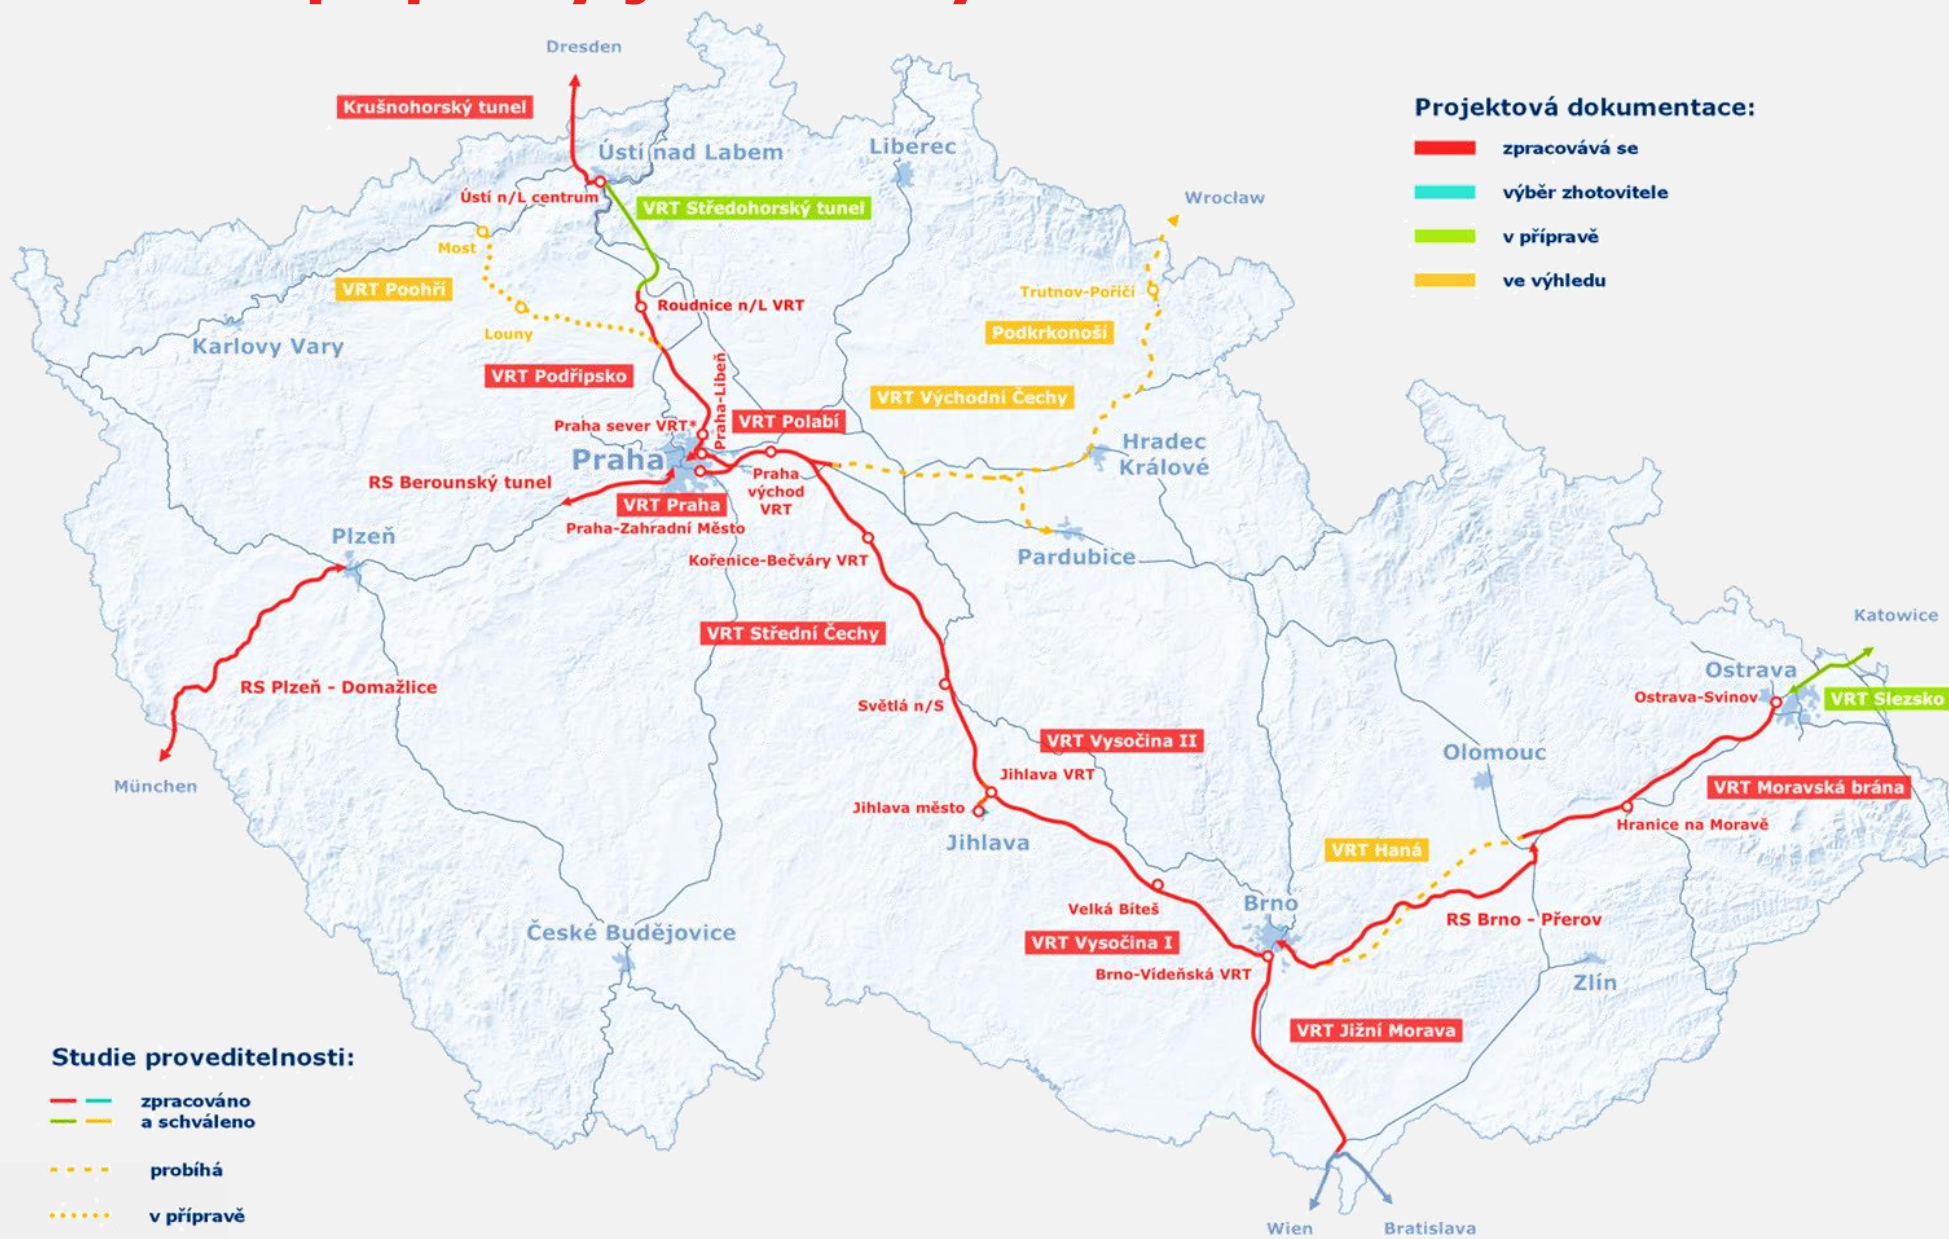 Dresden
Krušnohorský tunel
Projektová dokumentace:
zpracovává se
výběr zhotovitele
v přípravě
ve výhledu
Ústí nad Labem
Liberec
Ústí n/L centrum
VRT Středohorský tunel
Wrocław
Most
VRT Poohří
Louny
Roudnice n/L VRT
Trutnov-Poříčí
Podkrkonoší
Karlovy Vary
VRT Podřipsko
Praha-Libeň
VRT Východní Čechy
Praha sever VRT*
VRT Polabí
Praha
Hradec
Králové
RS Berounský tunel
Praha
východ
VRT
VRT Praha
Praha-Zahradní Město
Plzeň
Kořenice-Bečváry VRT
Pardubice
VRT Střední Čechy
Katowice
RS Plzeň - Domažlice
Světlá n/S
Ostrava
Ostrava-Svinov
VRT Slezsko
München
VRT Vysočina II
Olomouc
Jihlava VRT
Jihlava město
VRT Moravská brána
Hranice na Moravě
Jihlava
VRT Haná
Velká Bíteš
Brno
RS Brno - Přerov
České Budějovice
VRT Vysočina I
Brno-Vídeňská VRT
Zlín
VRT Jižní Morava
Studie proveditelnosti:
zpracováno
a schváleno
probíhá
v přípravě
Wien
Bratislava